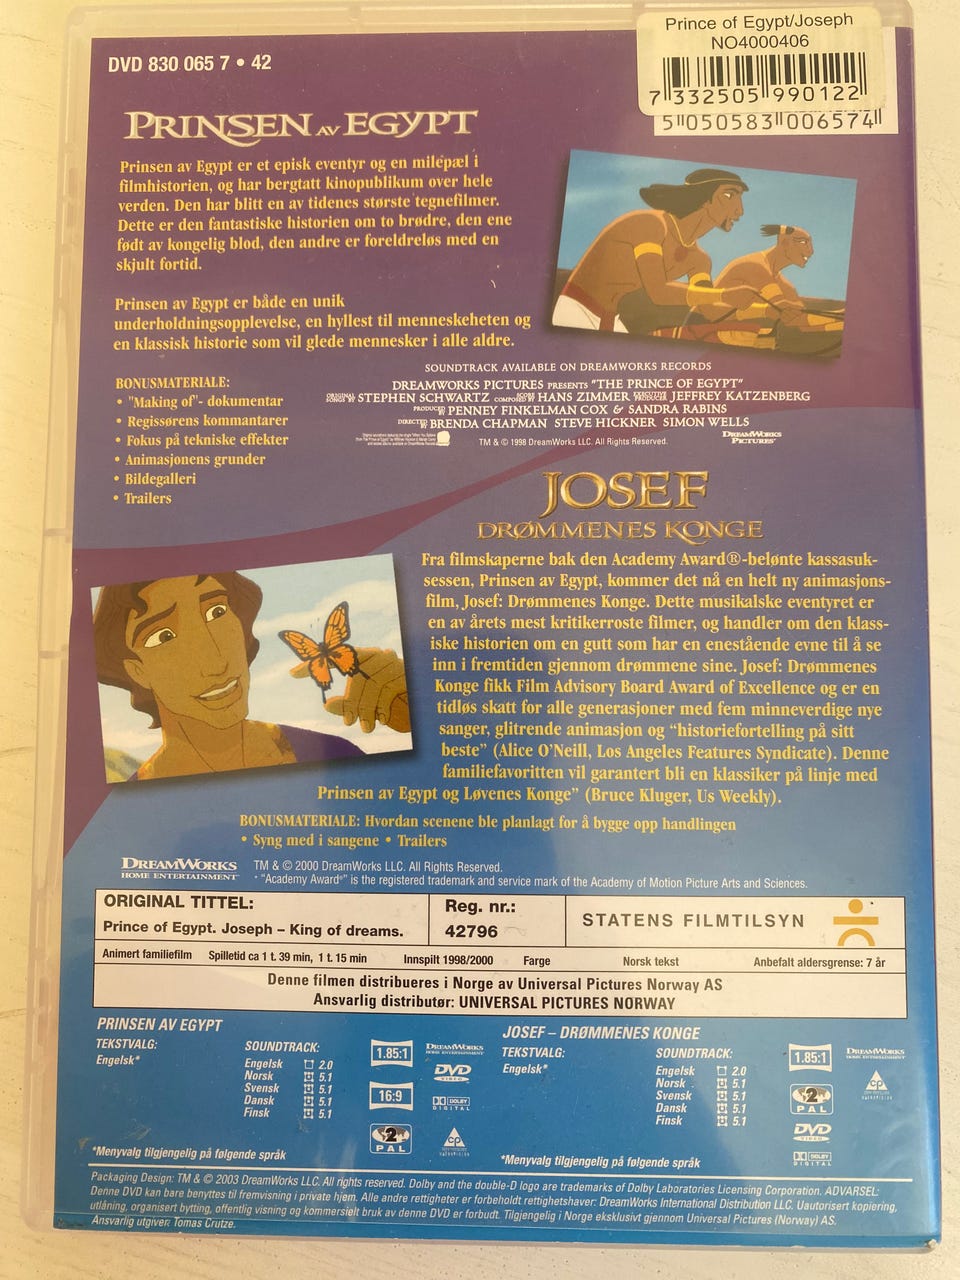 Prince of Egypt/Joseph
NO4000406
7 332505 990122
5 050583 006574
DVD 830 065 7 • 42
PRINSEN AV EGYPT
Prinsen av Egypt er et episk eventyr og en milepæl i
filmhistorien, og har bergtatt kinopublikum over hele
verden. Den har blitt en av tidenes største tegnefilmer.
Dette er den fantastiske historien om to brødre, den ene
født av kongelig blod, den andre er foreldreløs med en
skjult fortid.
Prinsen av Egypt er både en unik
underholdningsopplevelse, en hyllest til menneskeheten og
en klassisk historie som vil glede mennesker i alle aldre.
BONUSMATERIALE:
• "Making of"- dokumentar
• Regissørens kommentarer
• Fokus på tekniske effekter
• Animasjonens grunder
• Bildegalleri
• Trailers
SOUNDTRACK AVAILABLE ON DREAMWORKS RECORDS
DREAMWORKS PICTURES PRESENTS "THE PRINCE OF EGYPT"
ORIGINAL SONGS BY STEPHEN SCHWARTZ SCORE COMPOSED BY HANS ZIMMER EXECUTIVE PRODUCER JEFFREY KATZENBERG
PRODUCED BY PENNEY FINKELMAN COX & SANDRA RABINS
DIRECTED BY BRENDA CHAPMAN STEVE HICKNER SIMON WELLS
TM & © 1998 DreamWorks LLC. All Rights Reserved.
DREAMWORKS PICTURES
JOSEF
DRØMMENES KONGE
Fra filmskaperne bak den Academy Award®-belønte kassasuk-
sessen, Prinsen av Egypt, kommer det nå en helt ny animasjons-
film, Josef: Drømmenes Konge. Dette musikalske eventyret er
en av årets mest kritikerroste filmer, og handler om den klass-
iske historien om en gutt som har en enestående evne til å se
inn i fremtiden gjennom drømmene sine. Josef: Drømmenes
Konge fikk Film Advisory Board Award of Excellence og er en
tidløs skatt for alle generasjoner med fem minneverdige nye
sanger, glitrende animasjon og “historiefortelling på sitt
beste” (Alice O’Neill, Los Angeles Features Syndicate). Denne
familiefavoritten vil garantert bli en klassiker på linje med
Prinsen av Egypt og Løvenes Konge” (Bruce Kluger, Us Weekly).
BONUSMATERIALE: Hvordan scenene ble planlagt for å bygge opp handlingen
• Syng med i sangene • Trailers
DREAMWORKS
HOME ENTERTAINMENT
TM & © 2000 DreamWorks LLC. All Rights Reserved.
* “Academy Award®” is the registered trademark and service mark of the Academy of Motion Picture Arts and Sciences.
ORIGINAL TITTEL:
Prince of Egypt. Joseph – King of dreams.
Reg. nr.:
42796
STATENS FILMTILSYN
Animert familiefilm Spilletid ca 1 t. 39 min, 1 t. 15 min Innspilt 1998/2000 Farge Norsk tekst Anbefalt aldersgrense: 7 år
Denne filmen distribueres i Norge av Universal Pictures Norway AS
Ansvarlig distributør: UNIVERSAL PICTURES NORWAY
PRINSEN AV EGYPT
TEKSTVALG:
Engelsk*
SOUNDTRACK:
Engelsk 2.0
Norsk 5.1
Svensk 5.1
Dansk 5.1
Finsk 5.1
1.85:1
16:9
2
PAL
DREAMWORKS
HOME ENTERTAINMENT
DVD
VIDEO
DOLBY
DIGITAL
CP
*Menyvalg tilgjengelig på følgende språk
JOSEF – DRØMMENES KONGE
TEKSTVALG:
Engelsk*
SOUNDTRACK:
Engelsk 2.0
Norsk 5.1
Svensk 5.1
Dansk 5.1
Finsk 5.1
1.85:1
2
PAL
DVD
VIDEO
DOLBY
DIGITAL
DREAMWORKS
HOME ENTERTAINMENT
CP
*Menyvalg tilgjengelig på følgende språk
Packaging Design: TM & © 2003 DreamWorks LLC. All rights reserved. Dolby and the double-D logo are trademarks of Dolby Laboratories Licensing Corporation. ADVARSEL:
Denne DVD kan bare benyttes til fremvisning i private hjem. Alle andre rettigheter er forbeholdt rettighetshaver: DreamWorks International Distribution LLC. Uautorisert kopiering,
utlåning, organisert bytting, offentlig visning og kommersielt bruk av denne DVD er forbudt. Tilgjengelig i Norge eksklusivt gjennom Universal Pictures (Norway) AS.
Ansvarlig utgiver: Tomas Crutze.